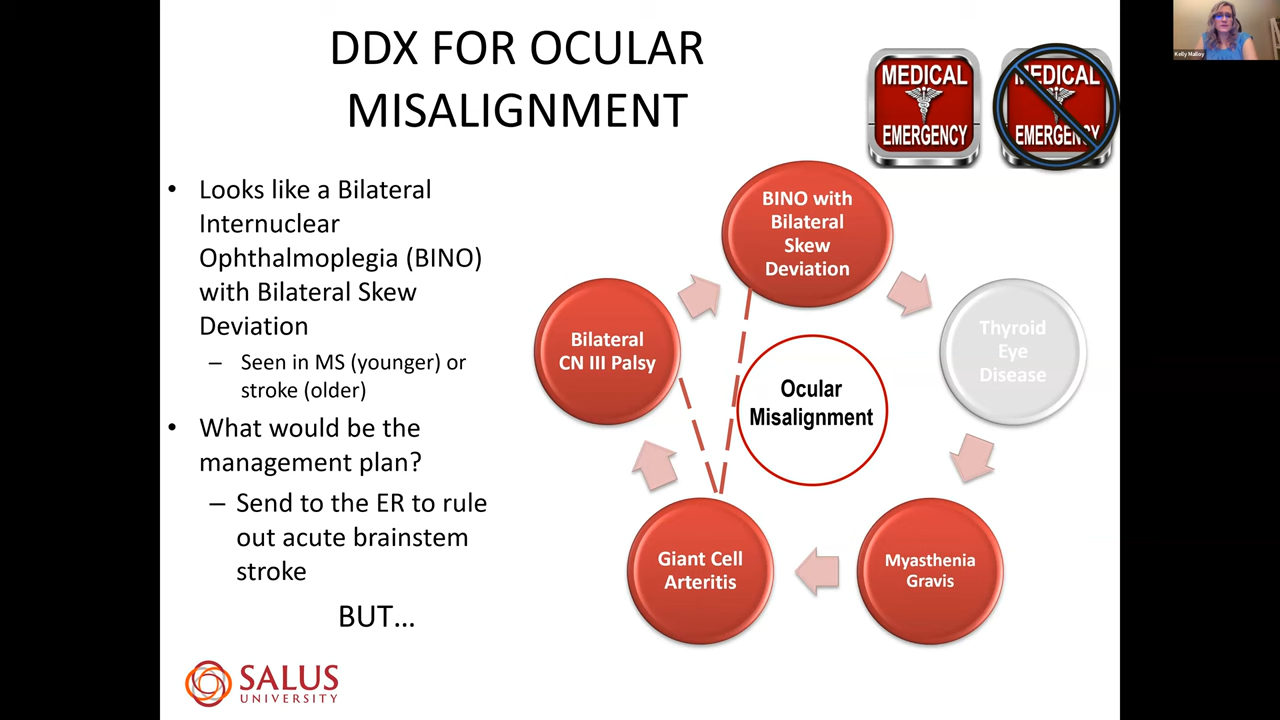 DDX FOR OCULAR
MISALIGNMENT
MEDICAL
EMERGENCY
MEDICAL
EMERGENCY
Kelly Malloy
• Looks like a Bilateral
Internuclear
Ophthalmoplegia (BINO)
with Bilateral Skew
Deviation
– Seen in MS (younger) or
stroke (older)
• What would be the
management plan?
– Send to the ER to rule
out acute brainstem
stroke
BUT...
BINO with
Bilateral
Skew
Deviation
Thyroid
Eye
Disease
Myasthenia
Gravis
Giant Cell
Arteritis
Bilateral
CN III Palsy
Ocular
Misalignment
SALUS
UNIVERSITY